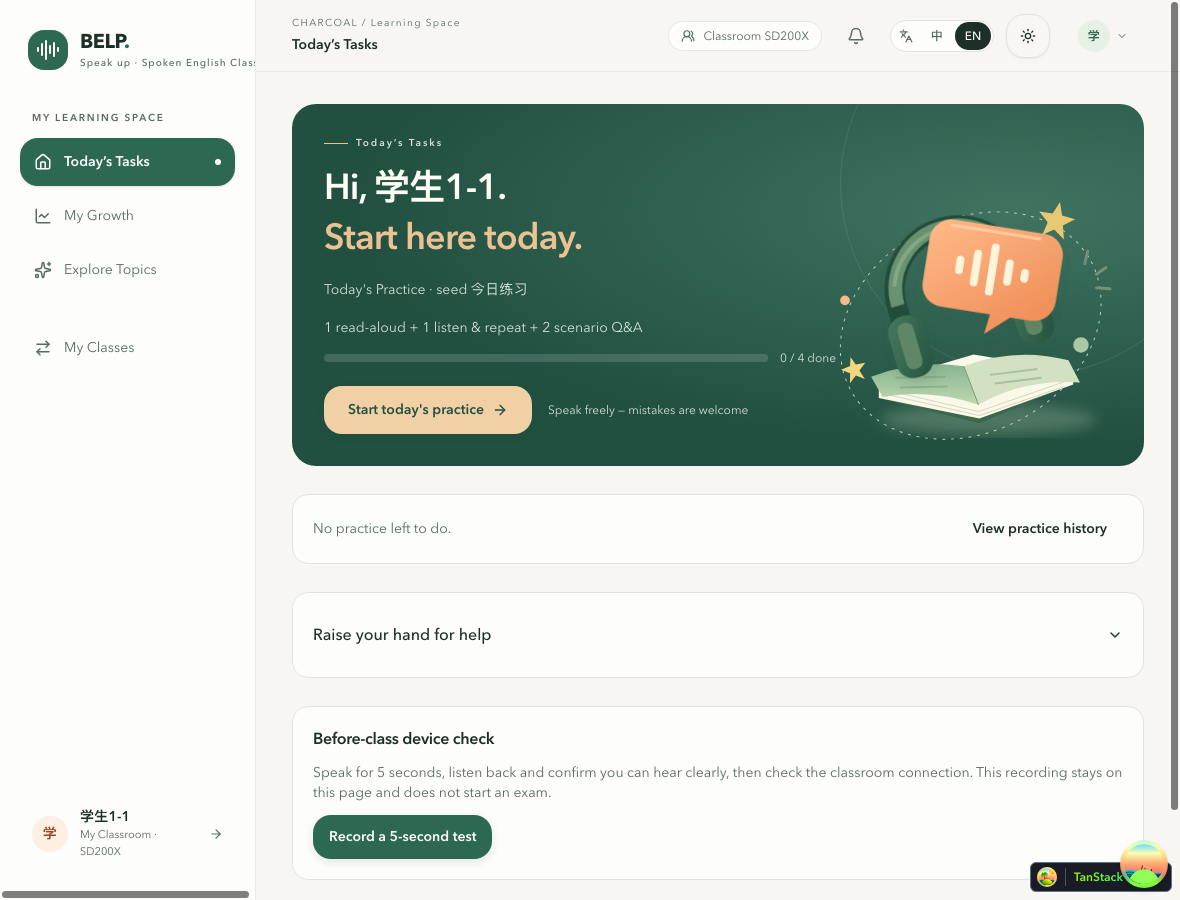 BELP.
Speak up · Spoken English Clas
MY LEARNING SPACE
Today's Tasks
My Growth
Explore Topics
My Classes
学
学生1-1
My Classroom ·
SD200X
CHARCOAL / Learning Space
Today's Tasks
Classroom SD200X
中
EN
学
Today's Tasks
Hi, 学生1-1.
Start here today.
Today's Practice · seed 今日练习
1 read-aloud + 1 listen & repeat + 2 scenario Q&A
0 / 4 done
Start today's practice
Speak freely — mistakes are welcome
No practice left to do.
View practice history
Raise your hand for help
Before-class device check
Speak for 5 seconds, listen back and confirm you can hear clearly, then check the classroom connection. This recording stays on
this page and does not start an exam.
Record a 5-second test
TanStack